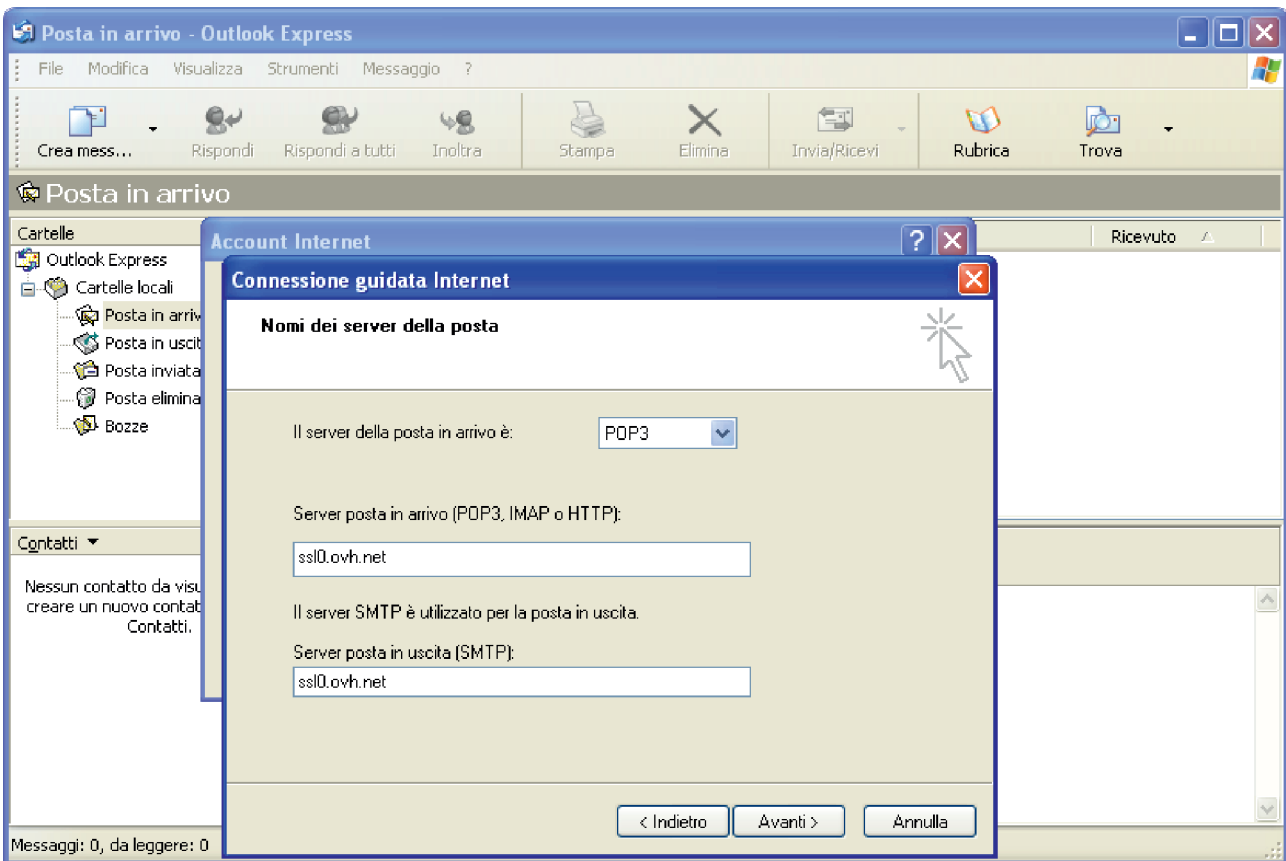 Posta in arrivo - Outlook Express
File Modifica Visualizza Strumenti Messaggio ?
Crea mess... Rispondi Rispondi a tutti Inoltra Stampa Elimina Invia/Ricevi Rubrica Trova
Posta in arrivo
Cartelle
Outlook Express
Cartelle locali
Posta in arriv
Posta in uscit
Posta inviata
Posta elimina
Bozze
Ricevuto
Account Internet
?
Connessione guidata Internet
Nomi dei server della posta
Il server della posta in arrivo è: POP3
Server posta in arrivo (POP3, IMAP o HTTP):
ssl0.ovh.net
Il server SMTP è utilizzato per la posta in uscita.
Server posta in uscita (SMTP):
ssl0.ovh.net
< Indietro Avanti > Annulla
Contatti
Nessun contatto da visu
creare un nuovo contat
Contatti.
Messaggi: 0, da leggere: 0